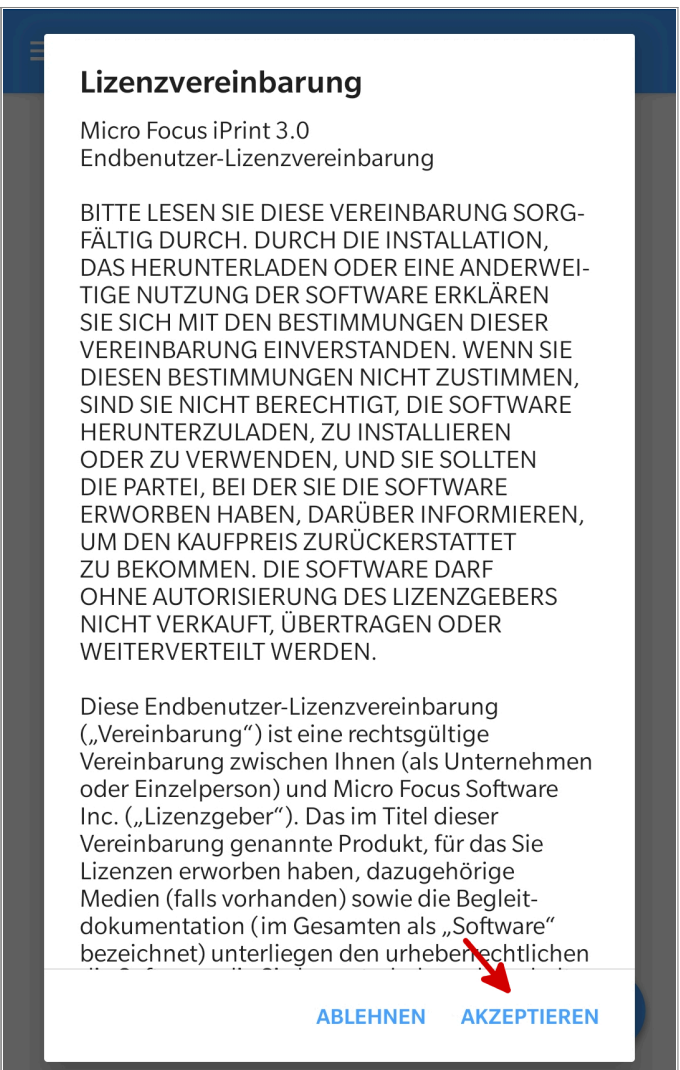 Lizenzvereinbarung
Micro Focus iPrint 3.0
Endbenutzer-Lizenzvereinbarung
BITTE LESEN SIE DIESE VEREINBARUNG SORG-
FÄLTIG DURCH. DURCH DIE INSTALLATION,
DAS HERUNTERLADEN ODER EINE ANDERWEI-
TIGE NUTZUNG DER SOFTWARE ERKLÄREN
SIE SICH MIT DEN BESTIMMUNGEN DIESER
VEREINBARUNG EINVERSTANDEN. WENN SIE
DIESEN BESTIMMUNGEN NICHT ZUSTIMMEN,
SIND SIE NICHT BERECHTIGT, DIE SOFTWARE
HERUNTERZULADEN, ZU INSTALLIEREN
ODER ZU VERWENDEN, UND SIE SOLLTEN
DIE PARTEI, BEI DER SIE DIE SOFTWARE
ERWORBEN HABEN, DARÜBER INFORMIEREN,
UM DEN KAUFPREIS ZURÜCKERSTATTET
ZU BEKOMMEN. DIE SOFTWARE DARF
OHNE AUTORISIERUNG DES LIZENZGEBERS
NICHT VERKAUFT, ÜBERTRAGEN ODER
WEITERVERTEILT WERDEN.
Diese Endbenutzer-Lizenzvereinbarung
(„Vereinbarung“) ist eine rechtsgültige
Vereinbarung zwischen Ihnen (als Unternehmen
oder Einzelperson) und Micro Focus Software
Inc. („Lizenzgeber“). Das im Titel dieser
Vereinbarung genannte Produkt, für das Sie
Lizenzen erworben haben, dazugehörige
Medien (falls vorhanden) sowie die Begleit-
dokumentation (im Gesamten als „Software“
bezeichnet) unterliegen den urheberrechtlichen
ABLEHNEN AKZEPTIEREN